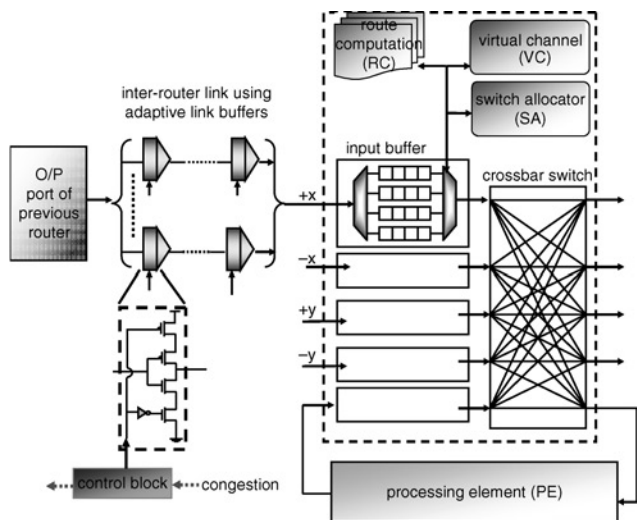 route
computation
(RC)
virtual channel
(VC)
switch allocator
(SA)
inter-router link using
adaptive link buffers
O/P
port of
previous
router
input buffer
crossbar switch
+x
–x
+y
–y
control block
congestion
processing element (PE)